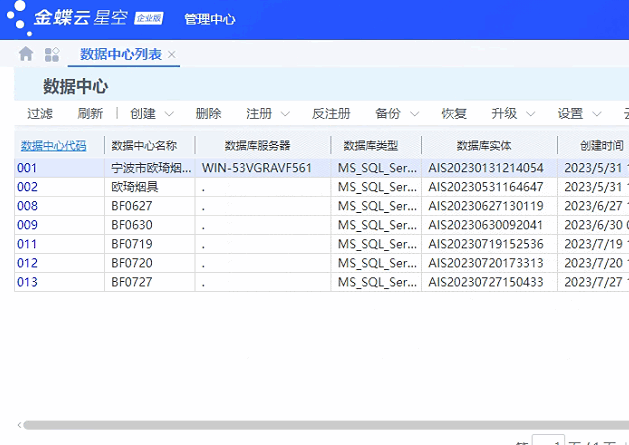 金蝶云星空 企业版 管理中心
数据中心列表 ×
数据中心
过滤 刷新 创建 删除 注册 反注册 备份 恢复 升级 设置
数据中心代码 数据中心名称 数据库服务器 数据库类型 数据库实体 创建时间
001 宁波市欧琦烟... WIN-53VGRAVF561 MS_SQL_Ser... AIS20230131214054 2023/5/31
002 欧琦烟具 . MS_SQL_Ser... AIS20230531164647 2023/5/31
008 BF0627 . MS_SQL_Ser... AIS20230627130119 2023/6/27
009 BF0630 . MS_SQL_Ser... AIS20230630092041 2023/6/30
011 BF0719 . MS_SQL_Ser... AIS20230719152536 2023/7/19
012 BF0720 . MS_SQL_Ser... AIS20230720173313 2023/7/20
013 BF0727 . MS_SQL_Ser... AIS20230727150433 2023/7/27